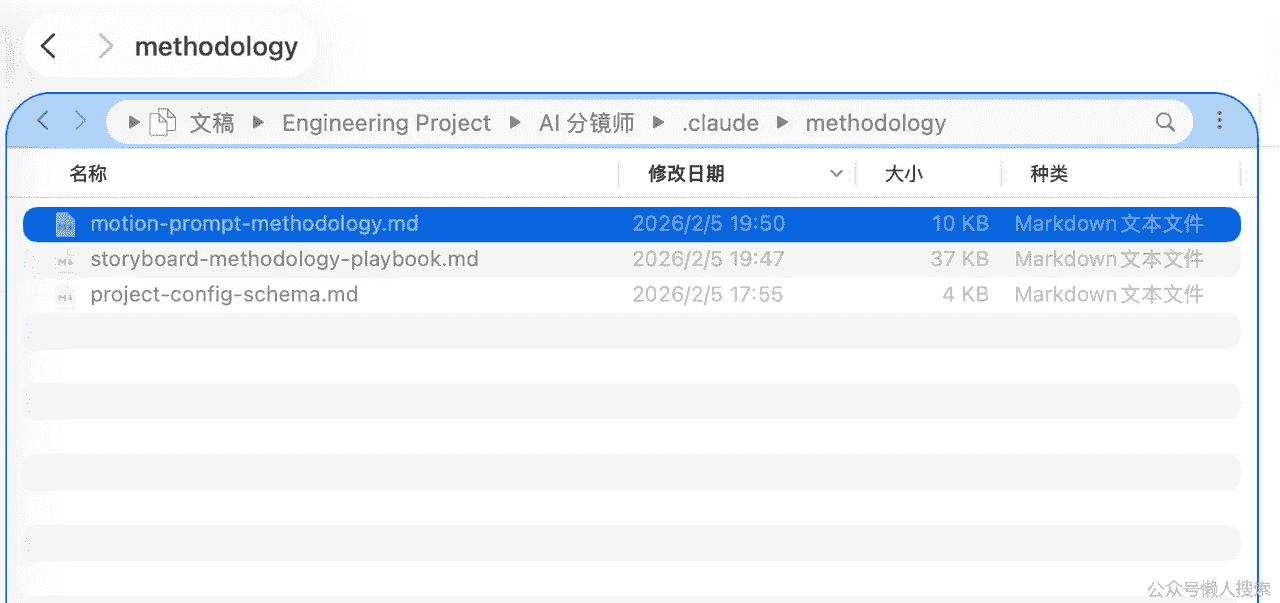 methodology
文稿 Engineering Project AI 分镜师 .claude methodology
名称 修改日期 大小 种类
motion-prompt-methodology.md 2026/2/5 19:50 10 KB Markdown 文本文件
storyboard-methodology-playbook.md 2026/2/5 19:47 37 KB Markdown 文本文件
project-config-schema.md 2026/2/5 17:55 4 KB Markdown 文本文件
公众号懒人搜索